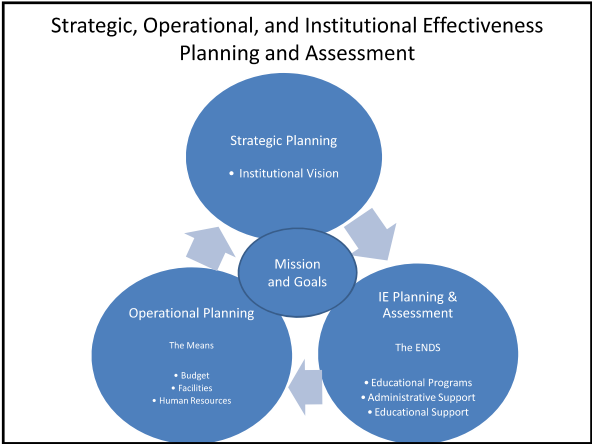 Strategic, Operational, and Institutional Effectiveness
Planning and Assessment
Strategic Planning
• Institutional Vision
Mission
and Goals
Operational Planning
The Means
• Budget
• Facilities
• Human Resources
IE Planning &
Assessment
The ENDS
• Educational Programs
• Administrative Support
• Educational Support